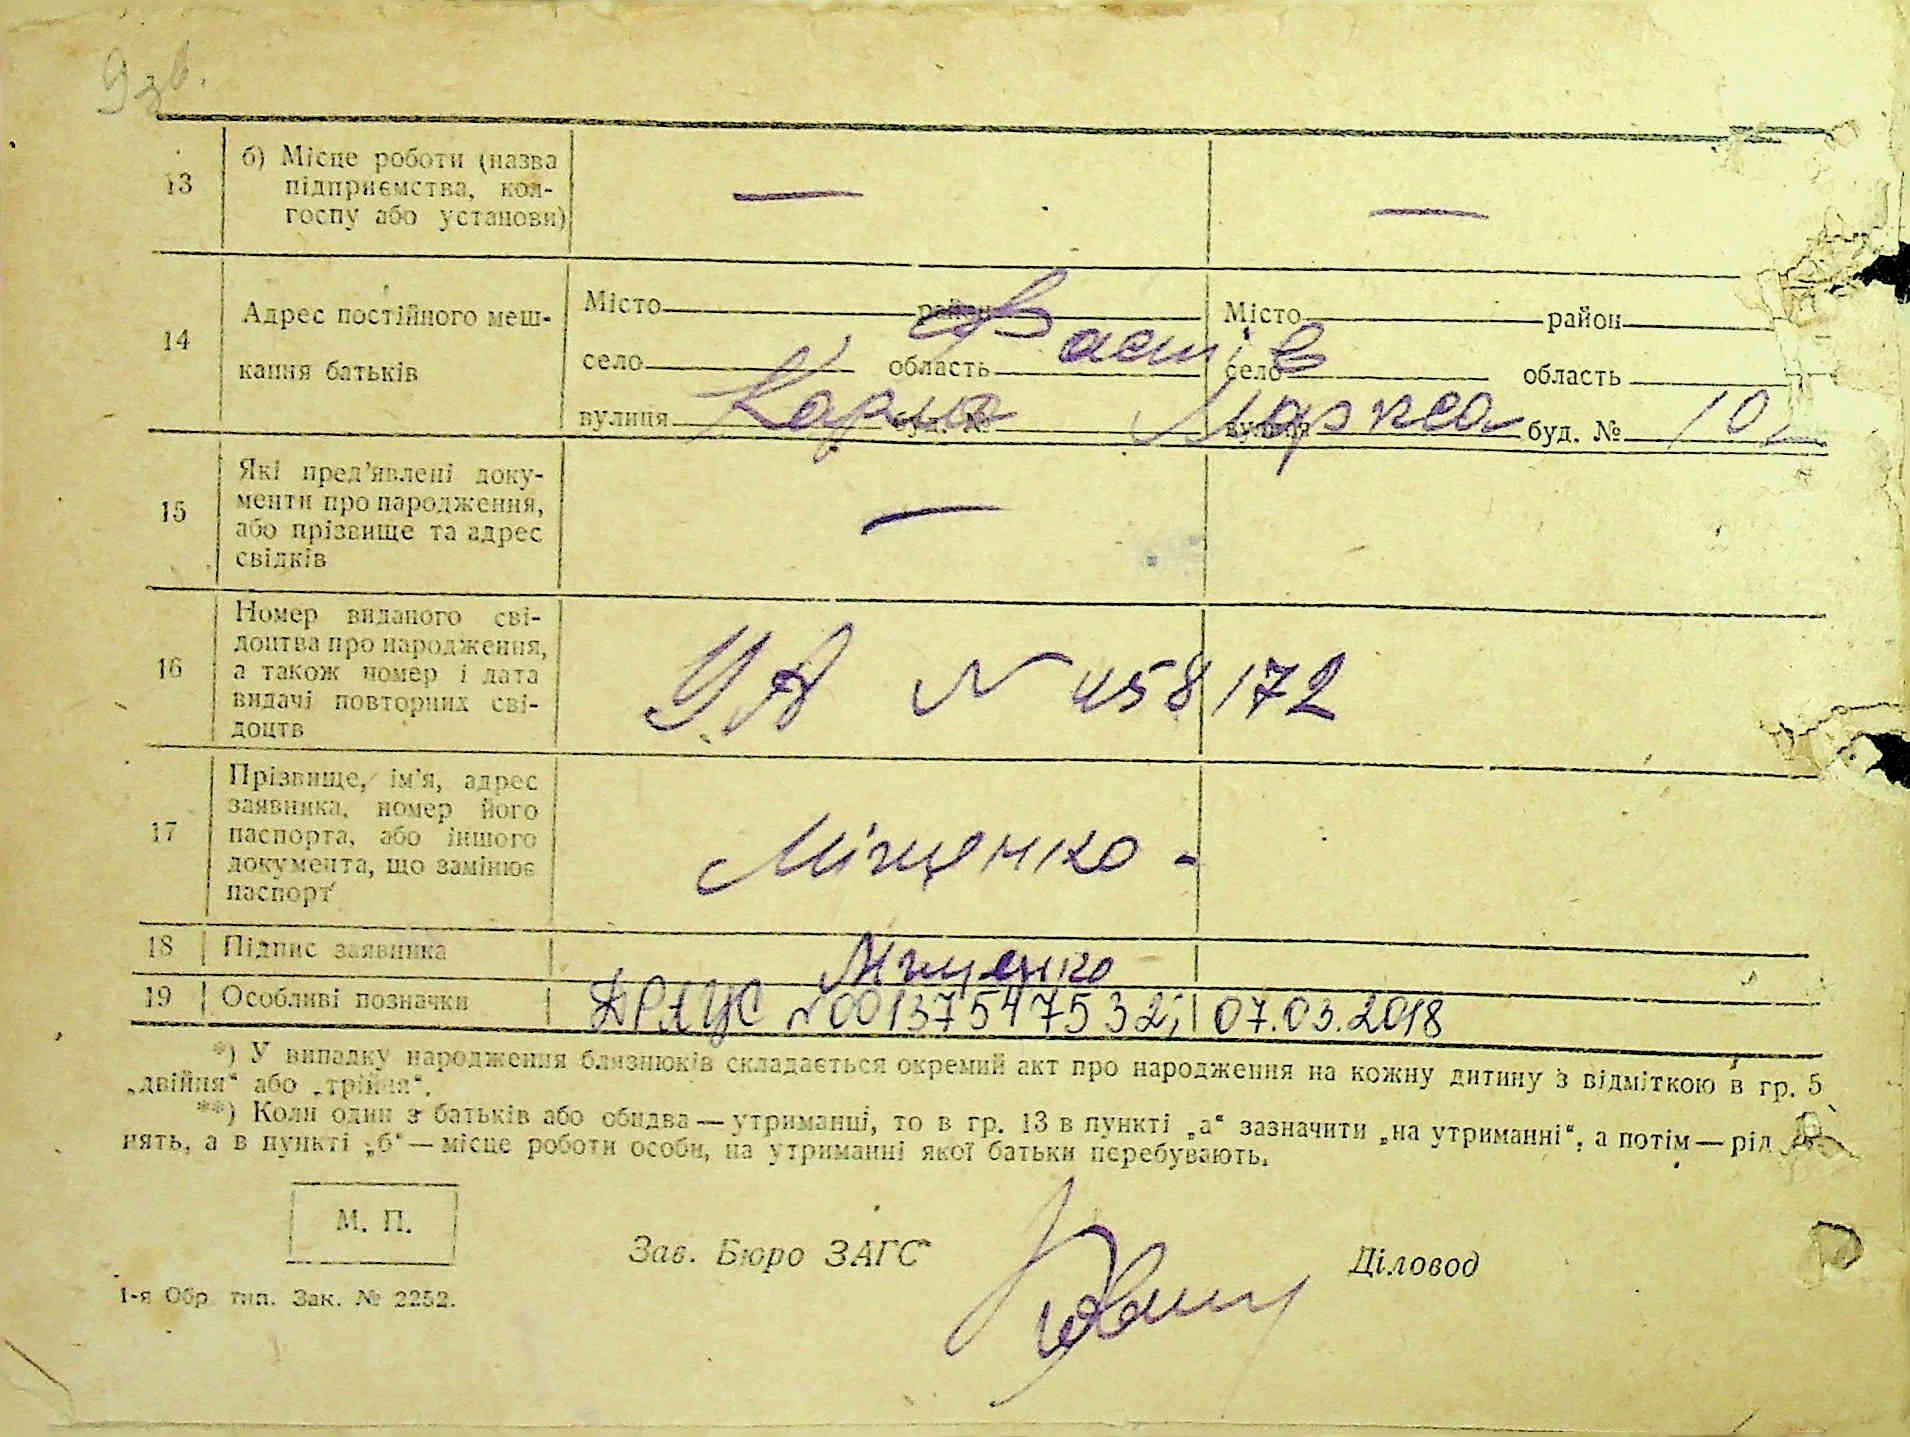 9 зв.
13
б) Місце роботи (назва
підприємства, кол-
госпу або установи)
—
—
14
Адрес постійного меш-
кання батьків
Місто район Місто район
Фастів
село область село область
вулиця Карла буд. № Маркса вулиця буд. № 102
15
Які пред'явлені доку-
менти про народження,
або прізвище та адрес
свідків
—
16
Номер виданого сві-
доцтва про народження,
а також номер і дата
видачі повторних сві-
доцтв
УА N 458172
17
Прізвище, ім'я, адрес
заявника, номер його
паспорта, або іншого
документа, що замінює
паспорт
Міщенко -
18 Підпис заявника
Міщенко
19 Особливі позначки
ДРАЦС №00137547532; 07.03.2018
*) У випадку народження близнюків складається окремий акт про народження на кожну дитину з відміткою в гр. 5
„двійня“ або „трійня“.
**) Коли один з батьків або обидва — утриманці, то в гр. 13 в пункті „а“ зазначити „на утриманні“, а потім — рід
нять, а в пункті „б“ — місце роботи особи, на утриманні якої батьки перебувають.
М. П.
Зав. Бюро ЗАГС
Діловод
1-я Обр. тип. Зак. № 2252.